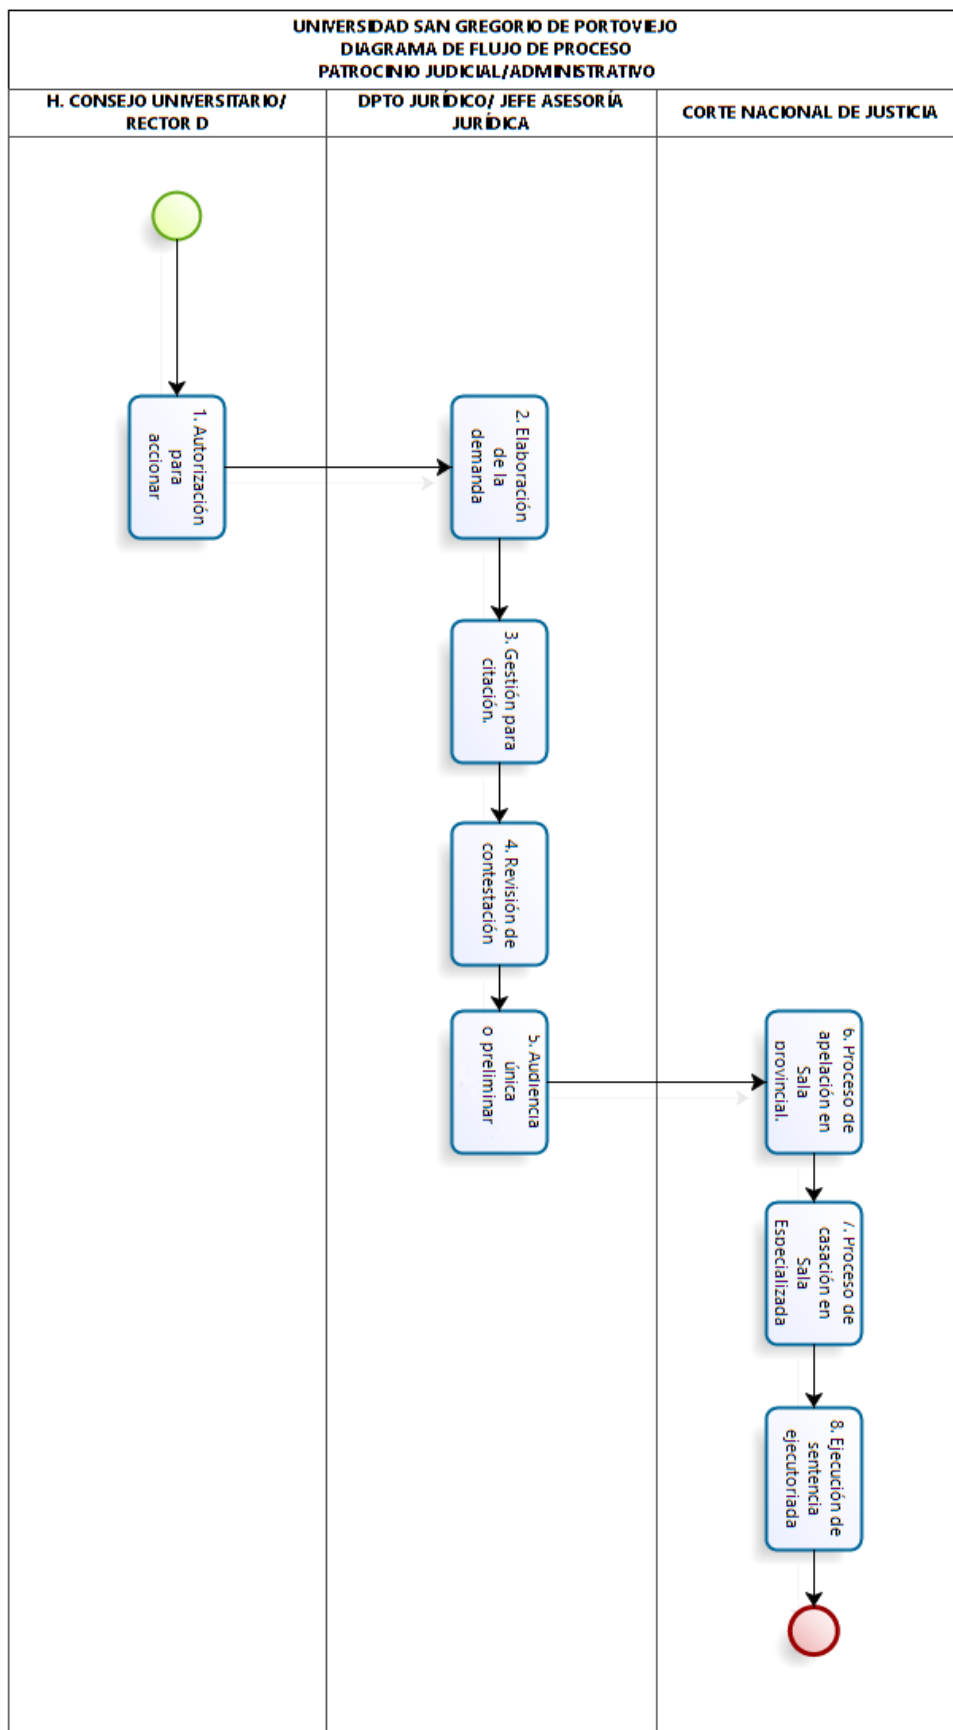 UNIVERSIDAD SAN GREGORIO DE PORTOVIEJO
DIAGRAMA DE FLUJO DE PROCESO
PATROCINIO JUDICIAL/ADMINISTRATIVO
H. CONSEJO UNIVERSITARIO/
RECTOR D
DPTO JURÍDICO/ JEFE ASESORÍA
JURÍDICA
CORTE NACIONAL DE JUSTICIA
1. Autorización
para
accionar
2. Elaboración
de la
demanda
3. Gestión para
citación.
4. Revisión de
contestación
5. Audiencia
única
o preliminar
6. Proceso de
apelación en
Sala
provincial.
7. Proceso de
casación en
Sala
Especializada
8. Ejecución de
sentencia
ejecutoriada